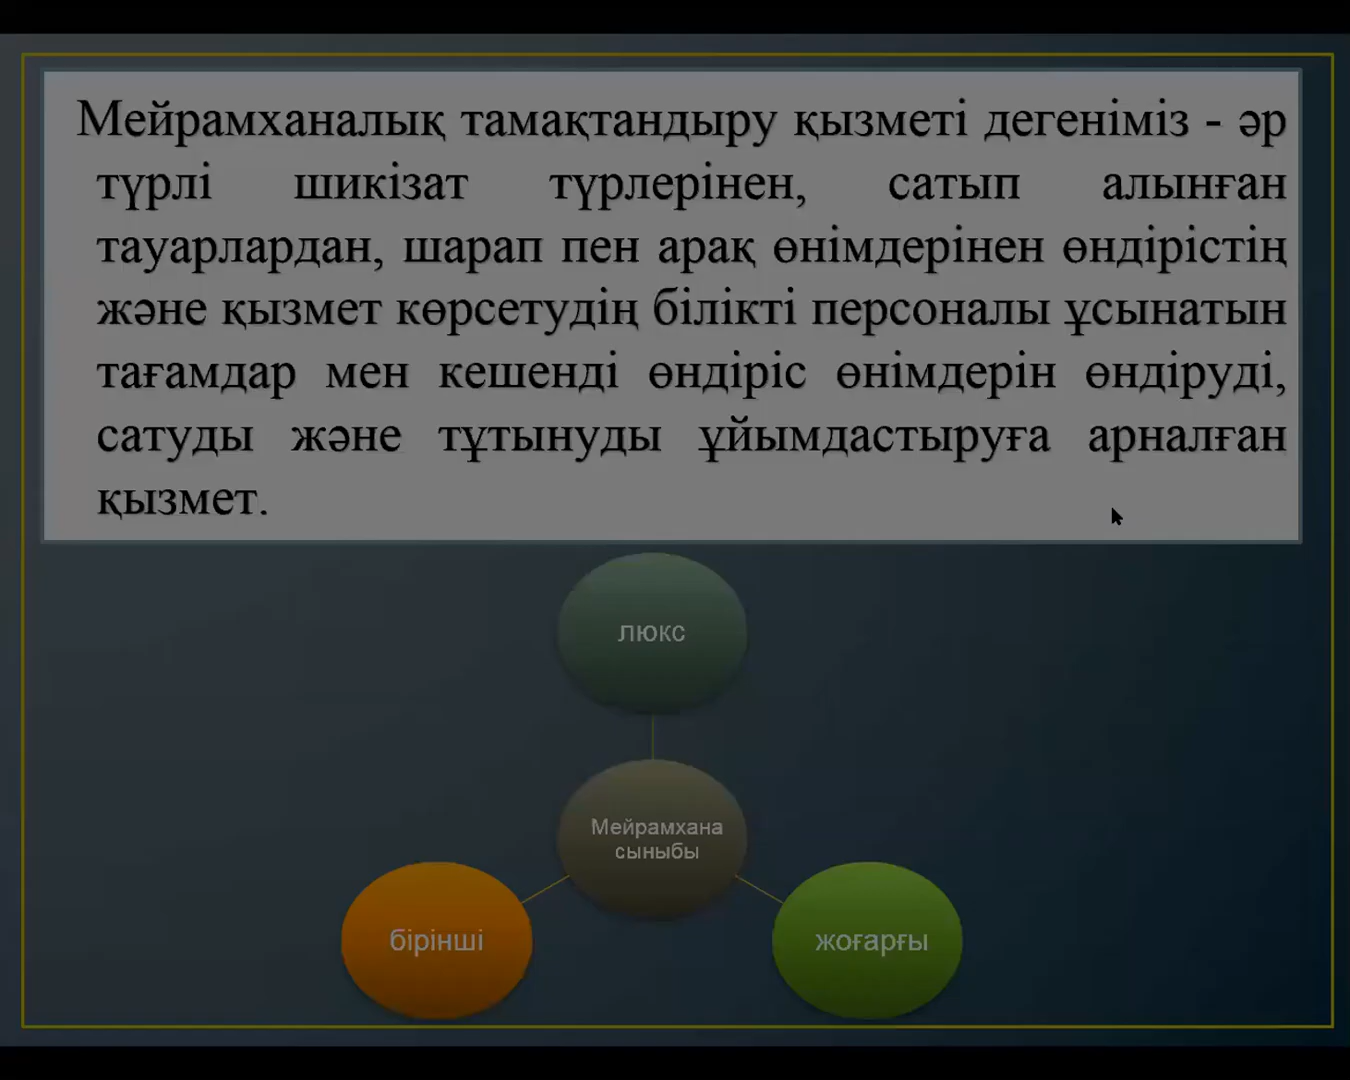 Мейрамханалық тамақтандыру қызметі дегеніміз - әр
түрлі шикізат түрлерінен, сатып алынған
тауарлардан, шарап пен арақ өнімдерінен өндірістің
және қызмет көрсетудің білікті персоналы ұсынатын
тағамдар мен кешенді өндіріс өнімдерін өндіруді,
сатуды және тұтынуды ұйымдастыруға арналған
қызмет.
люкс
Мейрамхана
сыныбы
бірінші
жоғарғы